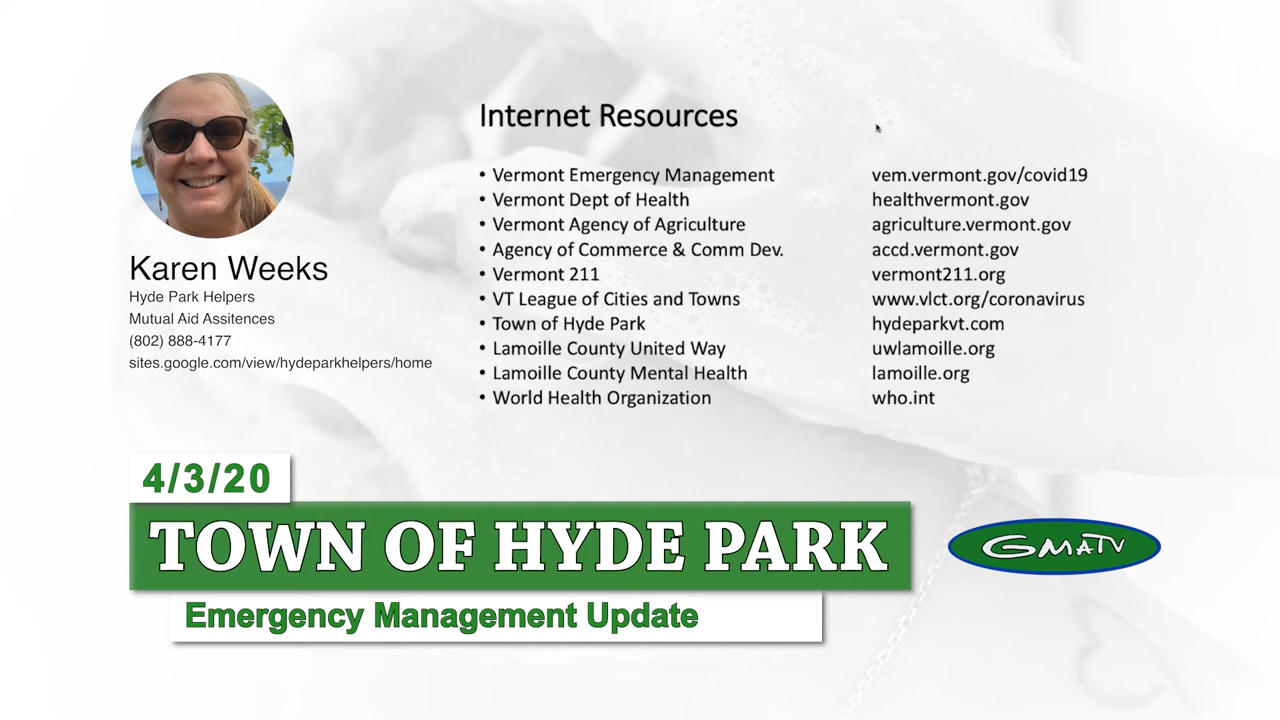 Karen Weeks
Hyde Park Helpers
Mutual Aid Assitences
(802) 888-4177
sites.google.com/view/hydeparkhelpers/home
Internet Resources
• Vermont Emergency Management vem.vermont.gov/covid19
• Vermont Dept of Health healthvermont.gov
• Vermont Agency of Agriculture agriculture.vermont.gov
• Agency of Commerce & Comm Dev. accd.vermont.gov
• Vermont 211 vermont211.org
• VT League of Cities and Towns www.vlct.org/coronavirus
• Town of Hyde Park hydeparkvt.com
• Lamoille County United Way uwlamoille.org
• Lamoille County Mental Health lamoille.org
• World Health Organization who.int
4/3/20
TOWN OF HYDE PARK
Emergency Management Update
GMATV